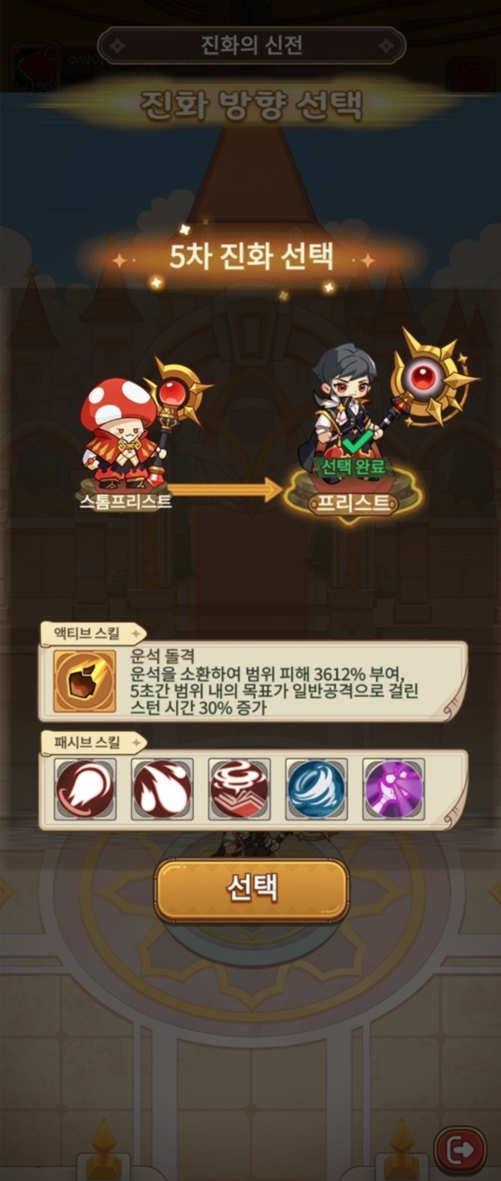 진화의 신전
진화 방향 선택
5차 진화 선택
선택 완료
스톰프리스트
프리스트
액티브 스킬
운석 돌격
운석을 소환하여 범위 피해 3612% 부여,
5초간 범위 내의 목표가 일반공격으로 걸린
스턴 시간 30% 증가
패시브 스킬
선택